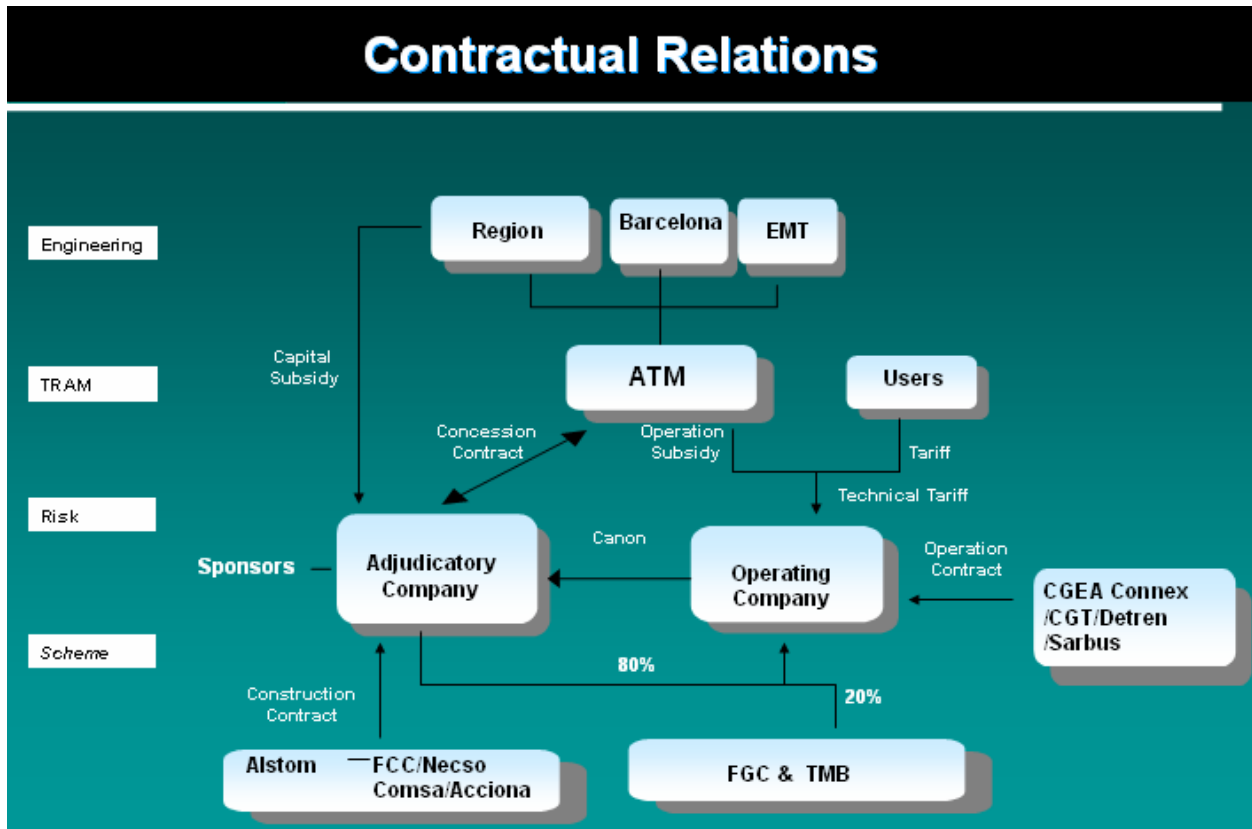 Contractual Relations
Engineering
Region
Barcelona
EMT
Capital
Subsidy
TRAM
ATM
Users
Concession
Contract
Operation
Subsidy
Tariff
Technical Tariff
Risk
Sponsors
Adjudicatory
Company
Canon
Operating
Company
Operation
Contract
CGEA Connex
/CGT/Detren
/Sarbus
Scheme
80%
20%
Construction
Contract
Alstom — FCC/Necso
Comsa/Acciona
FGC & TMB